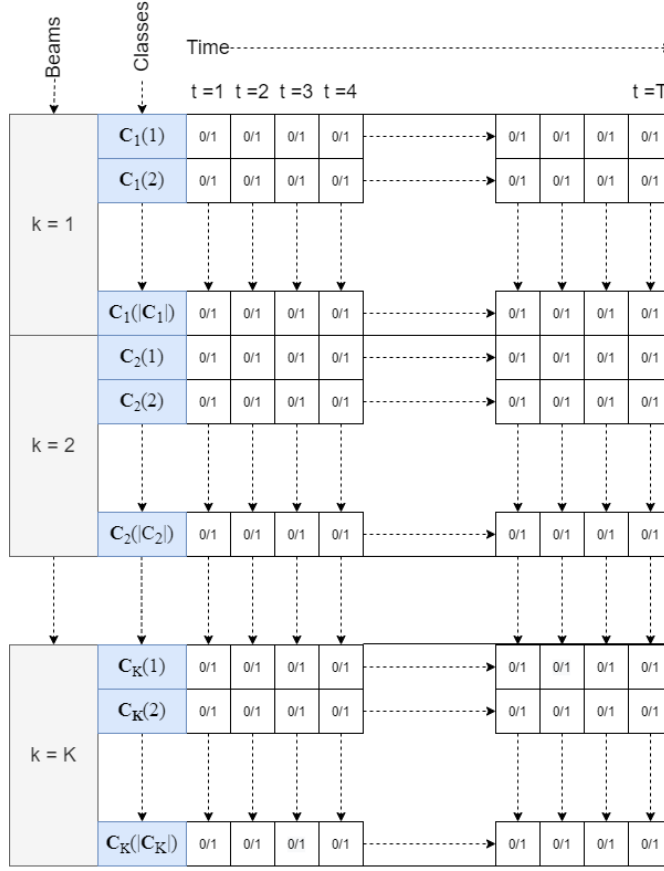 Beams
Classes
Time
t =1 t =2 t =3 t =4 t =T
k = 1
C₁(1) 0/1 0/1 0/1 0/1 0/1 0/1 0/1 0/1
C₁(2) 0/1 0/1 0/1 0/1 0/1 0/1 0/1 0/1
C₁(|C₁|) 0/1 0/1 0/1 0/1 0/1 0/1 0/1 0/1
k = 2
C₂(1) 0/1 0/1 0/1 0/1 0/1 0/1 0/1 0/1
C₂(2) 0/1 0/1 0/1 0/1 0/1 0/1 0/1 0/1
C₂(|C₂|) 0/1 0/1 0/1 0/1 0/1 0/1 0/1 0/1
k = K
C_K(1) 0/1 0/1 0/1 0/1 0/1 0/1 0/1 0/1
C_K(2) 0/1 0/1 0/1 0/1 0/1 0/1 0/1 0/1
C_K(|C_K|) 0/1 0/1 0/1 0/1 0/1 0/1 0/1 0/1